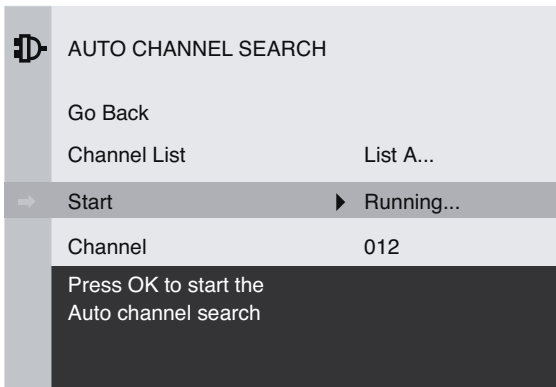 AUTO CHANNEL SEARCH
Go Back
Channel List List A...
Start Running...
Channel 012
Press OK to start the
Auto channel search